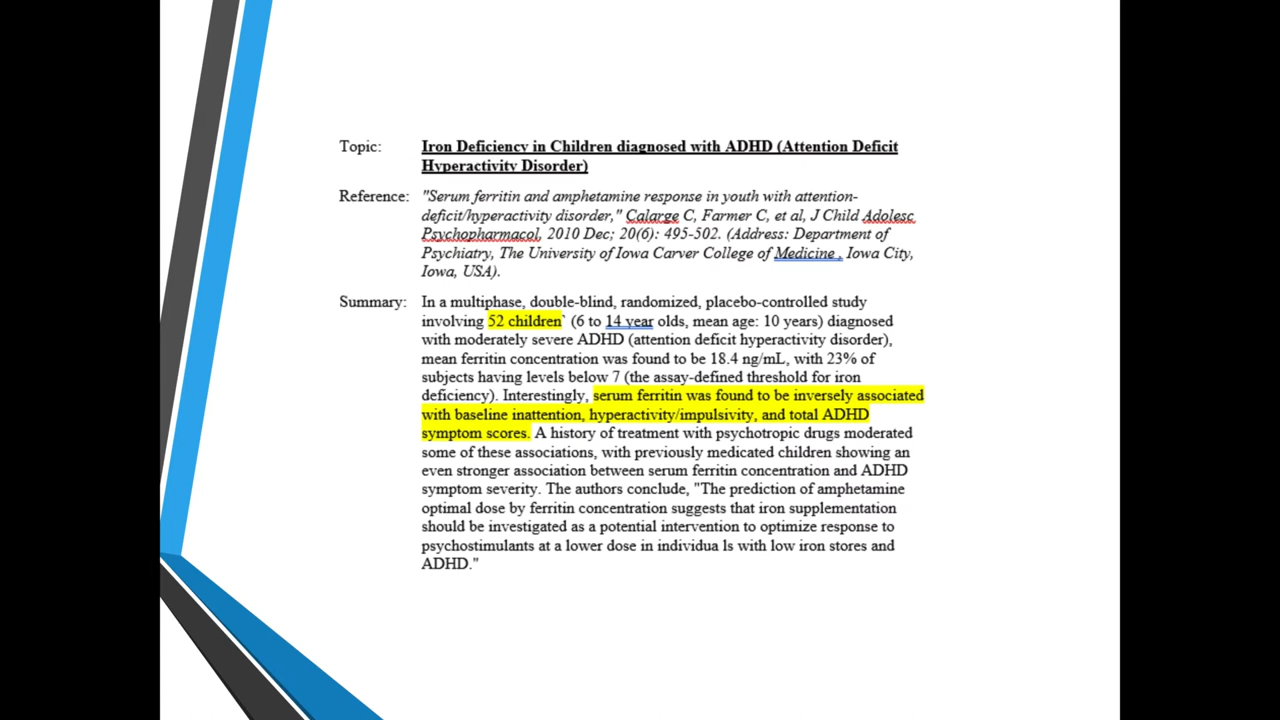 Topic: Iron Deficiency in Children diagnosed with ADHD (Attention Deficit
Hyperactivity Disorder)
Reference: "Serum ferritin and amphetamine response in youth with attention-
deficit/hyperactivity disorder," Calarge C, Farmer C, et al, J Child Adolesc
Psychopharmacol, 2010 Dec; 20(6): 495-502. (Address: Department of
Psychiatry, The University of Iowa Carver College of Medicine , Iowa City,
Iowa, USA).
Summary: In a multiphase, double-blind, randomized, placebo-controlled study
involving 52 children` (6 to 14 year olds, mean age: 10 years) diagnosed
with moderately severe ADHD (attention deficit hyperactivity disorder),
mean ferritin concentration was found to be 18.4 ng/mL, with 23% of
subjects having levels below 7 (the assay-defined threshold for iron
deficiency). Interestingly, serum ferritin was found to be inversely associated
with baseline inattention, hyperactivity/impulsivity, and total ADHD
symptom scores. A history of treatment with psychotropic drugs moderated
some of these associations, with previously medicated children showing an
even stronger association between serum ferritin concentration and ADHD
symptom severity. The authors conclude, "The prediction of amphetamine
optimal dose by ferritin concentration suggests that iron supplementation
should be investigated as a potential intervention to optimize response to
psychostimulants at a lower dose in individua ls with low iron stores and
ADHD."